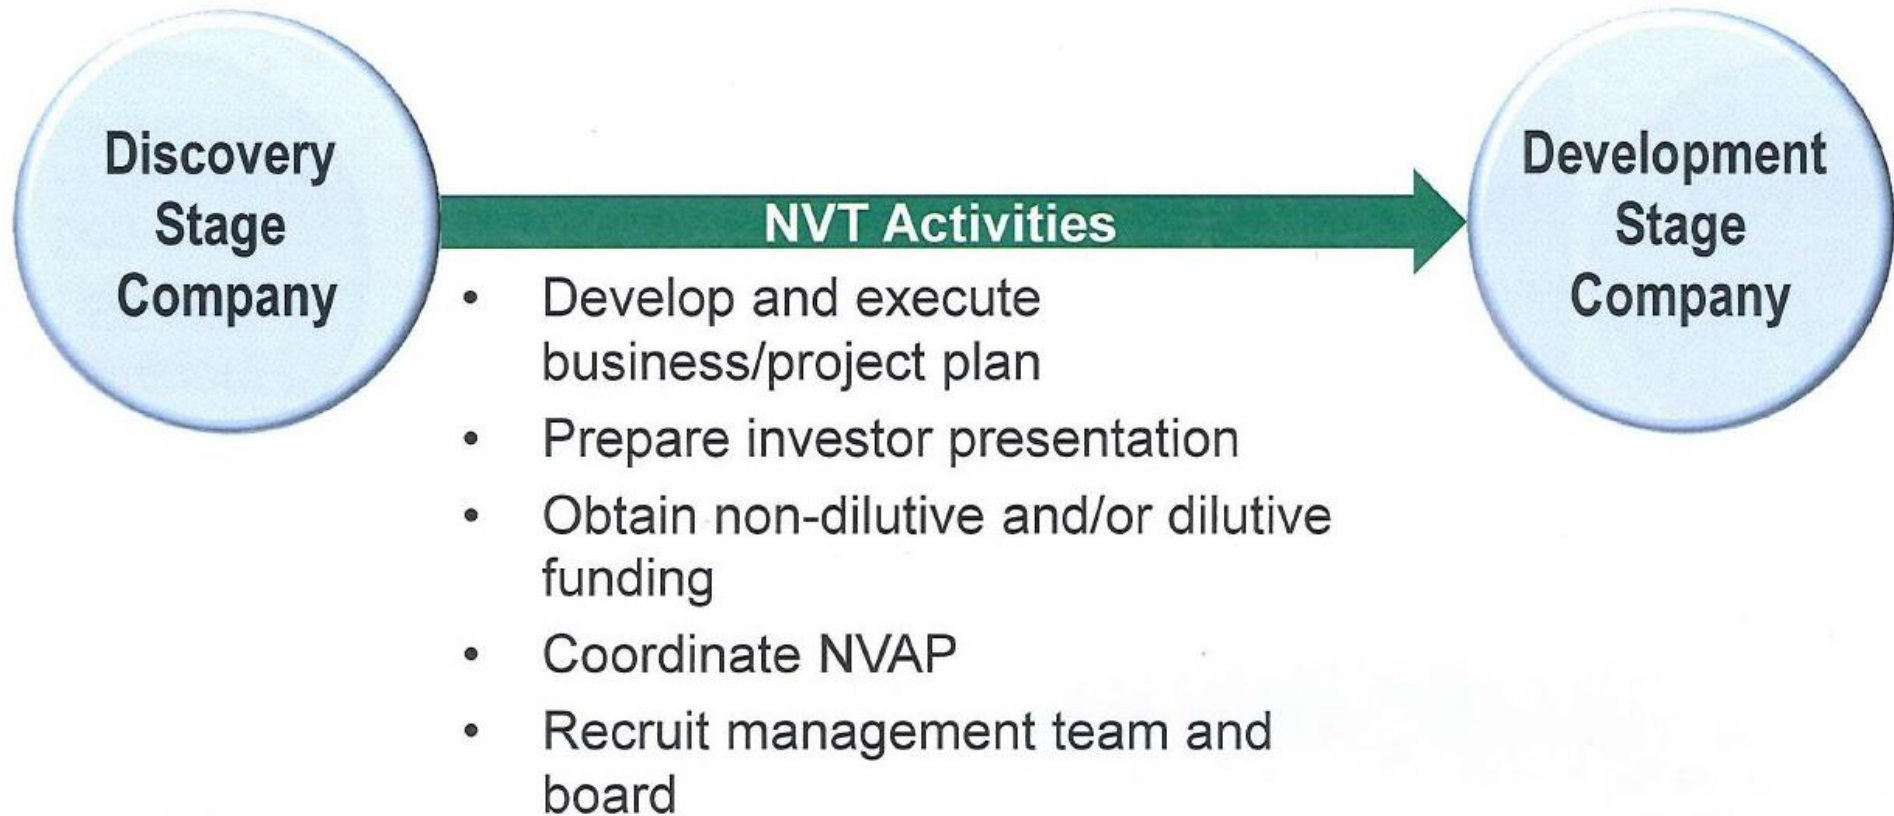 Discovery
Stage
Company
NVT Activities
• Develop and execute
business/project plan
• Prepare investor presentation
• Obtain non-dilutive and/or dilutive
funding
• Coordinate NVAP
• Recruit management team and
board
Development
Stage
Company